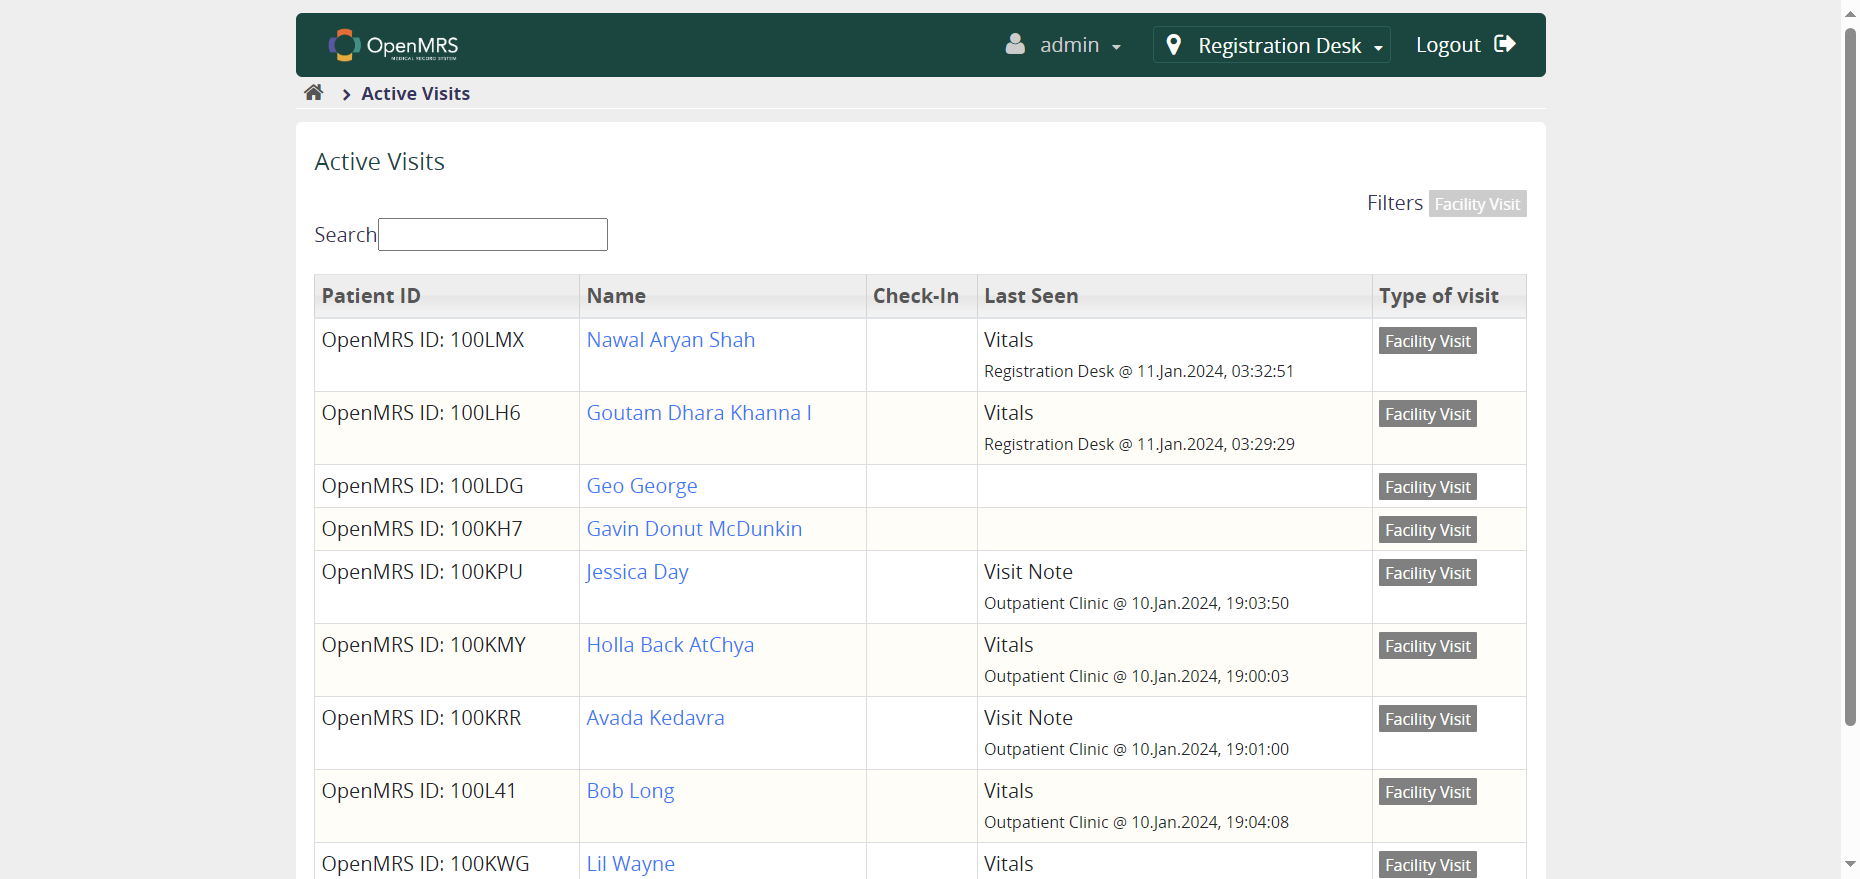 OpenMRS
MEDICAL RECORD SYSTEM
admin
Registration Desk
Logout
Active Visits
Active Visits
Filters Facility Visit
Search
Patient ID Name Check-In Last Seen Type of visit
OpenMRS ID: 100LMX Nawal Aryan Shah Vitals Facility Visit
Registration Desk @ 11.Jan.2024, 03:32:51
OpenMRS ID: 100LH6 Goutam Dhara Khanna I Vitals Facility Visit
Registration Desk @ 11.Jan.2024, 03:29:29
OpenMRS ID: 100LDG Geo George Facility Visit
OpenMRS ID: 100KH7 Gavin Donut McDunkin Facility Visit
OpenMRS ID: 100KPU Jessica Day Visit Note Facility Visit
Outpatient Clinic @ 10.Jan.2024, 19:03:50
OpenMRS ID: 100KMY Holla Back AtChya Vitals Facility Visit
Outpatient Clinic @ 10.Jan.2024, 19:00:03
OpenMRS ID: 100KRR Avada Kedavra Visit Note Facility Visit
Outpatient Clinic @ 10.Jan.2024, 19:01:00
OpenMRS ID: 100L41 Bob Long Vitals Facility Visit
Outpatient Clinic @ 10.Jan.2024, 19:04:08
OpenMRS ID: 100KWG Lil Wayne Vitals Facility Visit